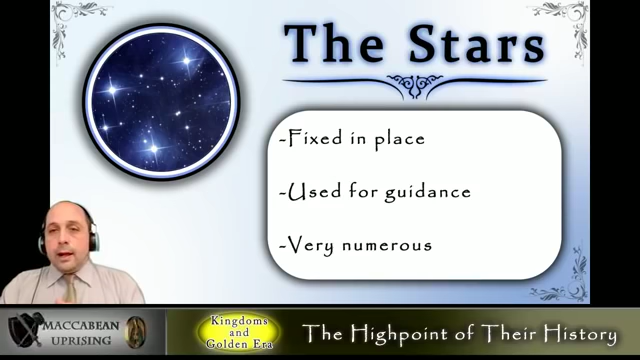 The Stars
-Fixed in place
-Used for guidance
-Very numerous
MACCABEAN
UPRISING
Kingdoms
and
Golden Era
The Highpoint of Their History